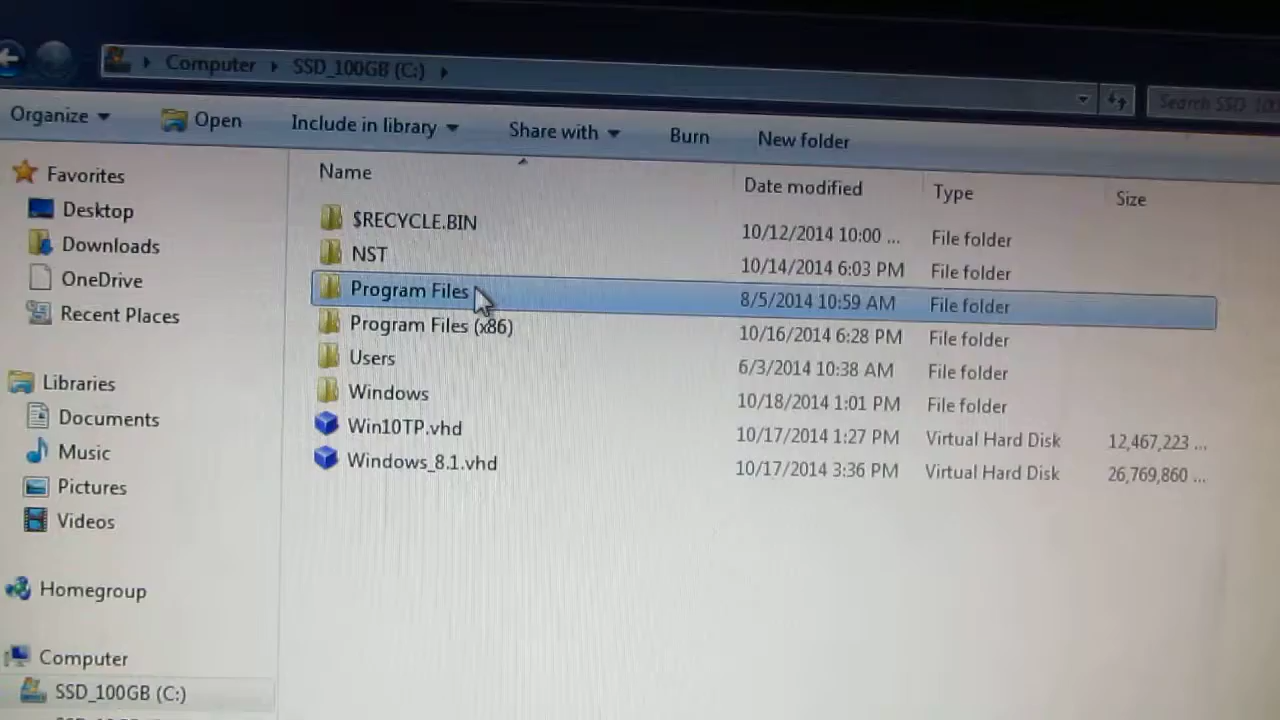 Computer SSD_100GB (C:)
Search SSD_10
Organize Open Include in library Share with Burn New folder
Name Date modified Type Size
$RECYCLE.BIN 10/12/2014 10:00 ... File folder
NST 10/14/2014 6:03 PM File folder
Program Files 8/5/2014 10:59 AM File folder
Program Files (x86) 10/16/2014 6:28 PM File folder
Users 6/3/2014 10:38 AM File folder
Windows 10/18/2014 1:01 PM File folder
Win10TP.vhd 10/17/2014 1:27 PM Virtual Hard Disk 12,467,223 ...
Windows_8.1.vhd 10/17/2014 3:36 PM Virtual Hard Disk 26,769,860 ...
Favorites
Desktop
Downloads
OneDrive
Recent Places
Libraries
Documents
Music
Pictures
Videos
Homegroup
Computer
SSD_100GB (C:)